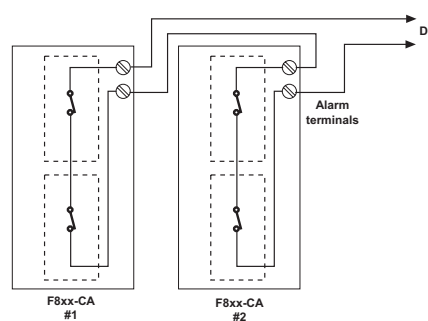 D
Alarm
terminals
F8xx-CA
#1
F8xx-CA
#2